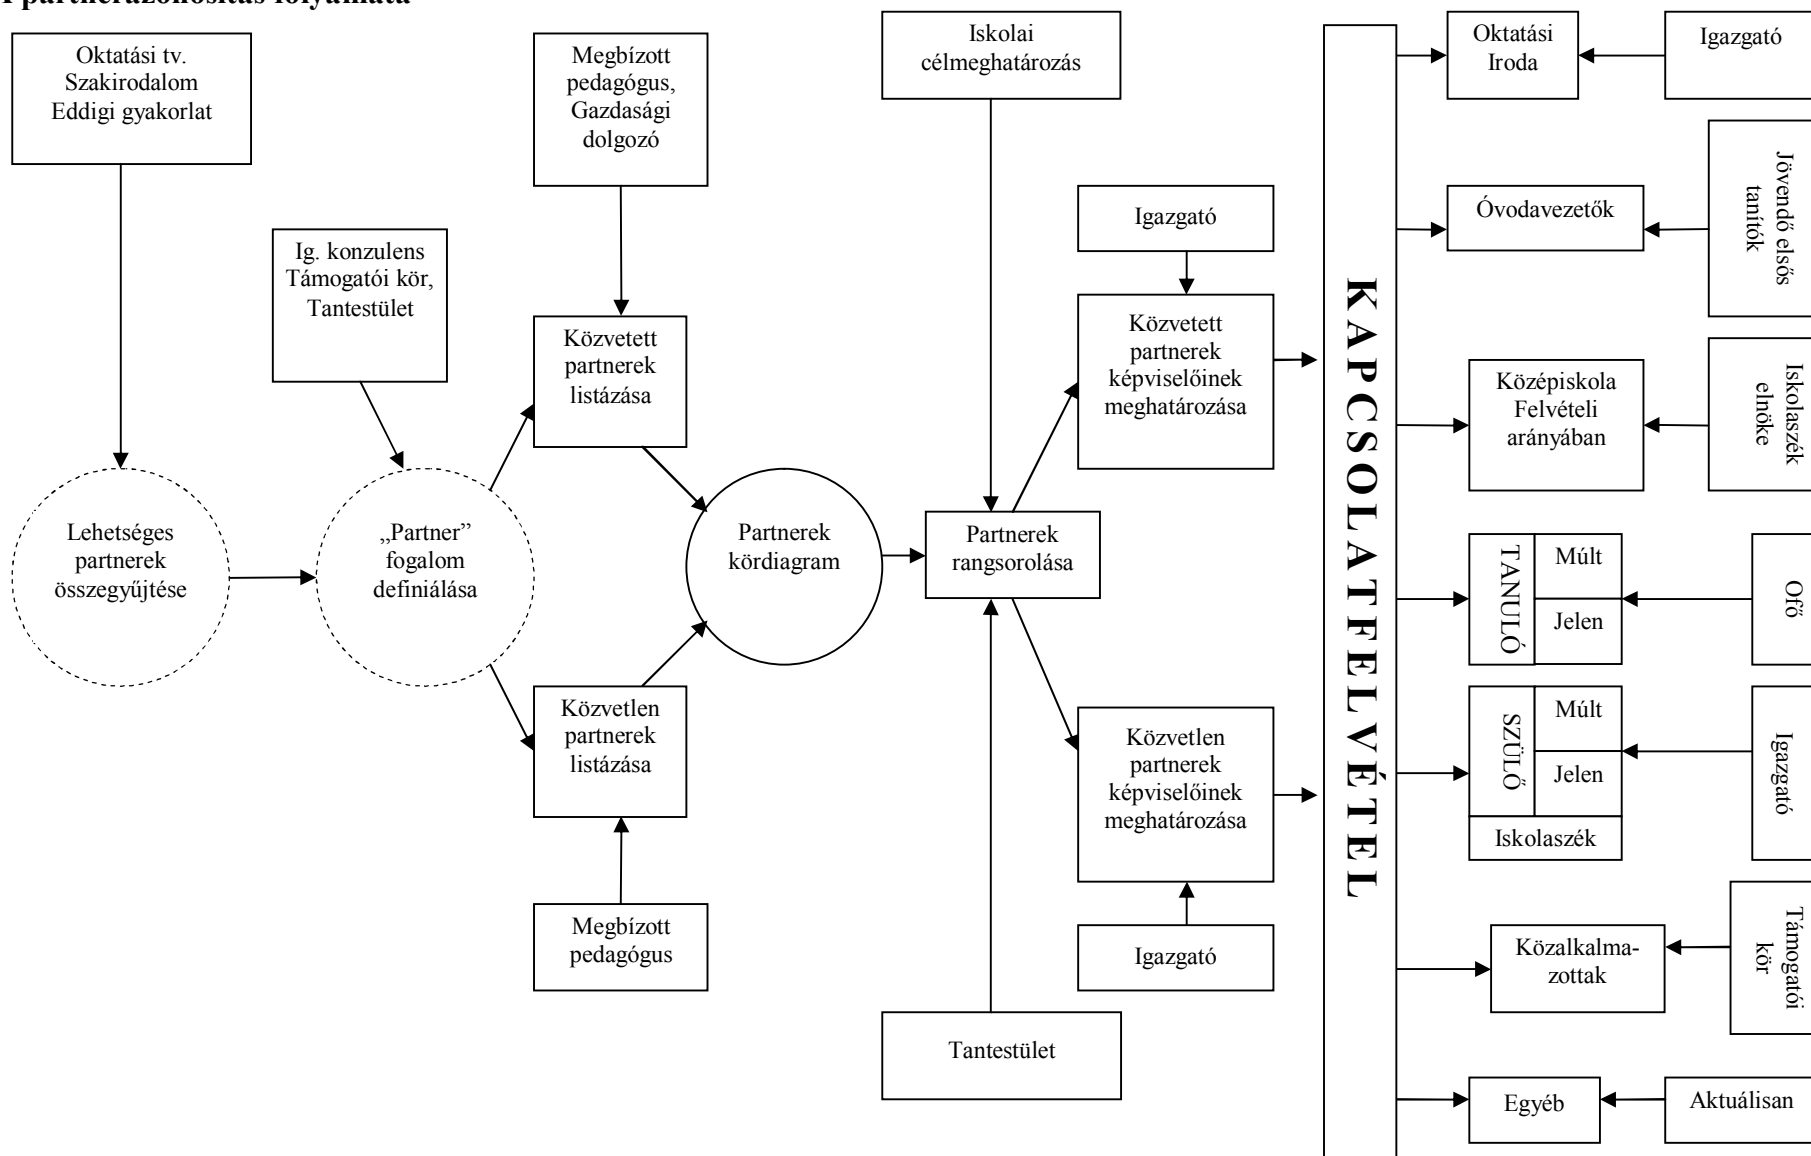 A partnerazonosítás folyamata
Oktatási tv.
Szakirodalom
Eddigi gyakorlat
Ig. konzulens
Támogatói kör,
Tantestület
Megbízott
pedagógus,
Gazdasági
dolgozó
Lehetséges
partnerek
összegyűjtése
„Partner”
fogalom
definiálása
Közvetett
partnerek
listázása
Közvetlen
partnerek
listázása
Megbízott
pedagógus
Partnerek
kördiagram
Iskolai
célmeghatározás
Partnerek
rangsorolása
Tantestület
Igazgató
Közvetett
partnerek
képviselőinek
meghatározása
Közvetlen
partnerek
képviselőinek
meghatározása
Igazgató
KAPCSOLATFELVÉTEL
Oktatási
Iroda
Igazgató
Óvodavezetők
Jövendő elsős
tanítók
Középiskola
Felvételi
arányában
Iskolaszék
elnöke
TANULÓ
Múlt
Jelen
Ofő
SZÜLŐ
Múlt
Jelen
Iskolaszék
Igazgató
Közalkalma-
zottak
Támogatói
kör
Egyéb
Aktuálisan